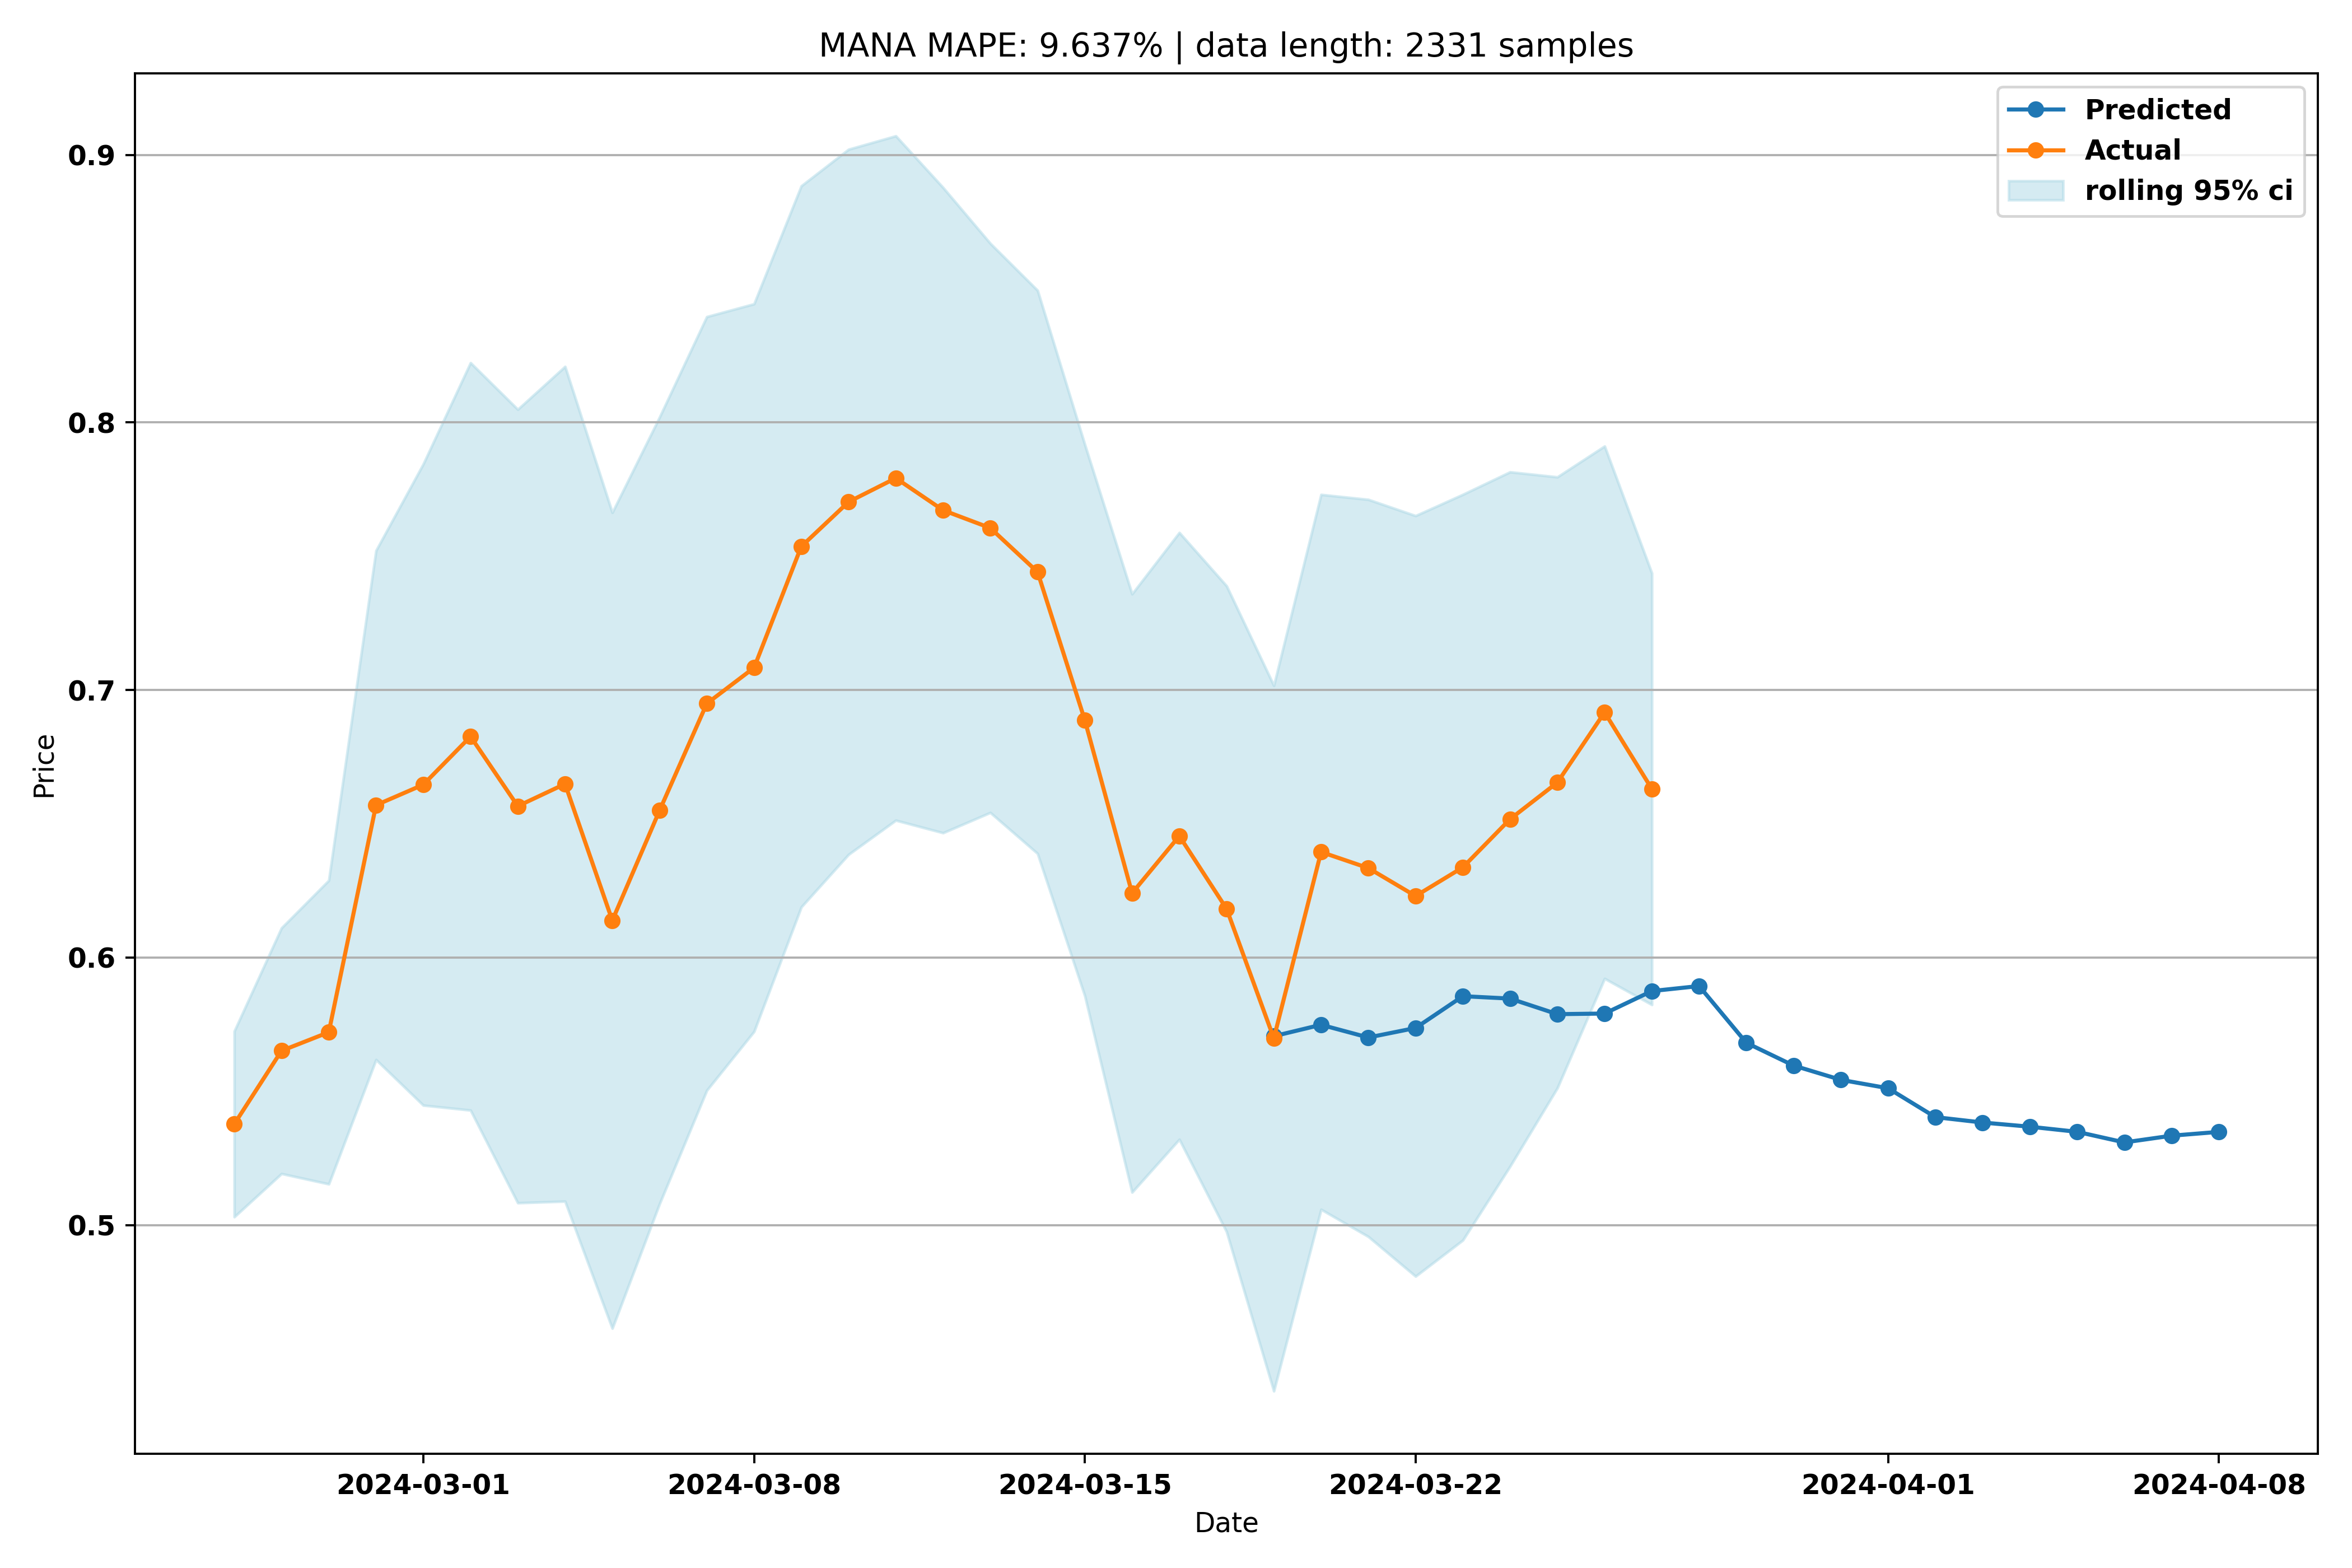 MANA MAPE: 9.637% | data length: 2331 samples
Predicted
Actual
rolling 95% ci
0.9
0.8
0.7
0.6
0.5
Price
2024-03-01 2024-03-08 2024-03-15 2024-03-22 2024-04-01 2024-04-08
Date